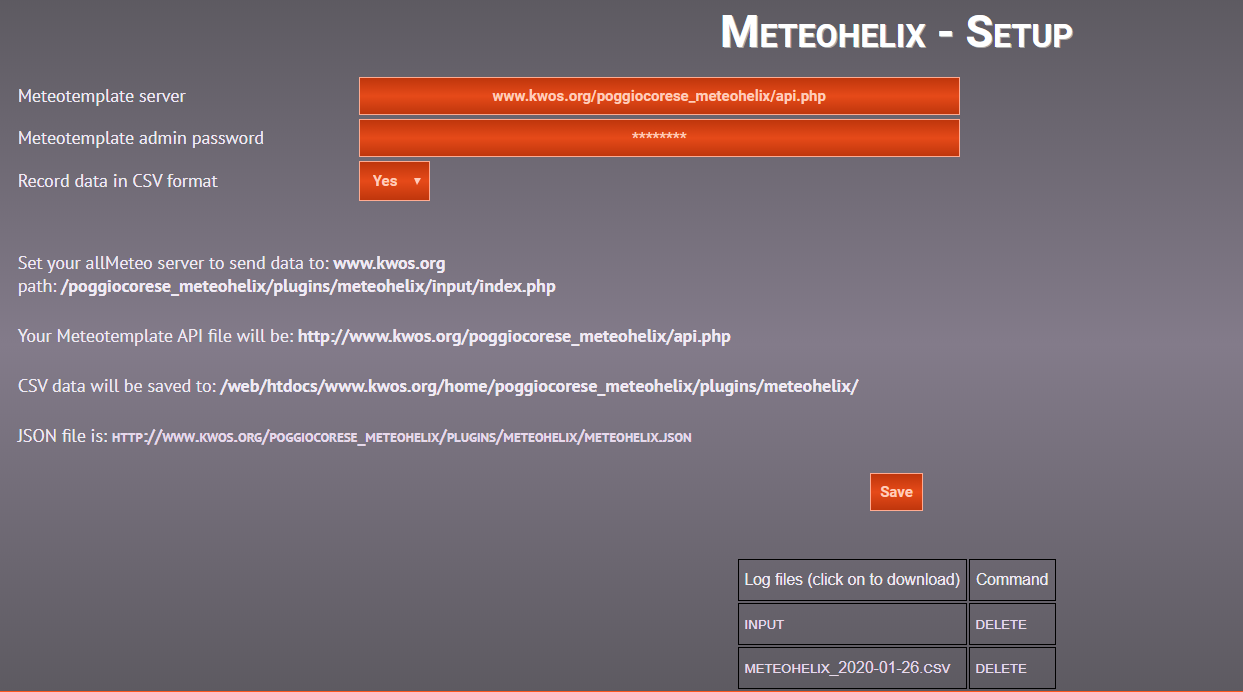 Meteohelix - Setup
Meteotemplate server www.kwos.org/poggiocorese_meteohelix/api.php
Meteotemplate admin password ********
Record data in CSV format Yes
Set your allMeteo server to send data to: www.kwos.org
path: /poggiocorese_meteohelix/plugins/meteohelix/input/index.php
Your Meteotemplate API file will be: http://www.kwos.org/poggiocorese_meteohelix/api.php
CSV data will be saved to: /web/htdocs/www.kwos.org/home/poggiocorese_meteohelix/plugins/meteohelix/
JSON file is: http://www.kwos.org/poggiocorese_meteohelix/plugins/meteohelix/meteohelix.json
Save
Log files (click on to download) Command
input delete
meteohelix_2020-01-26.csv delete